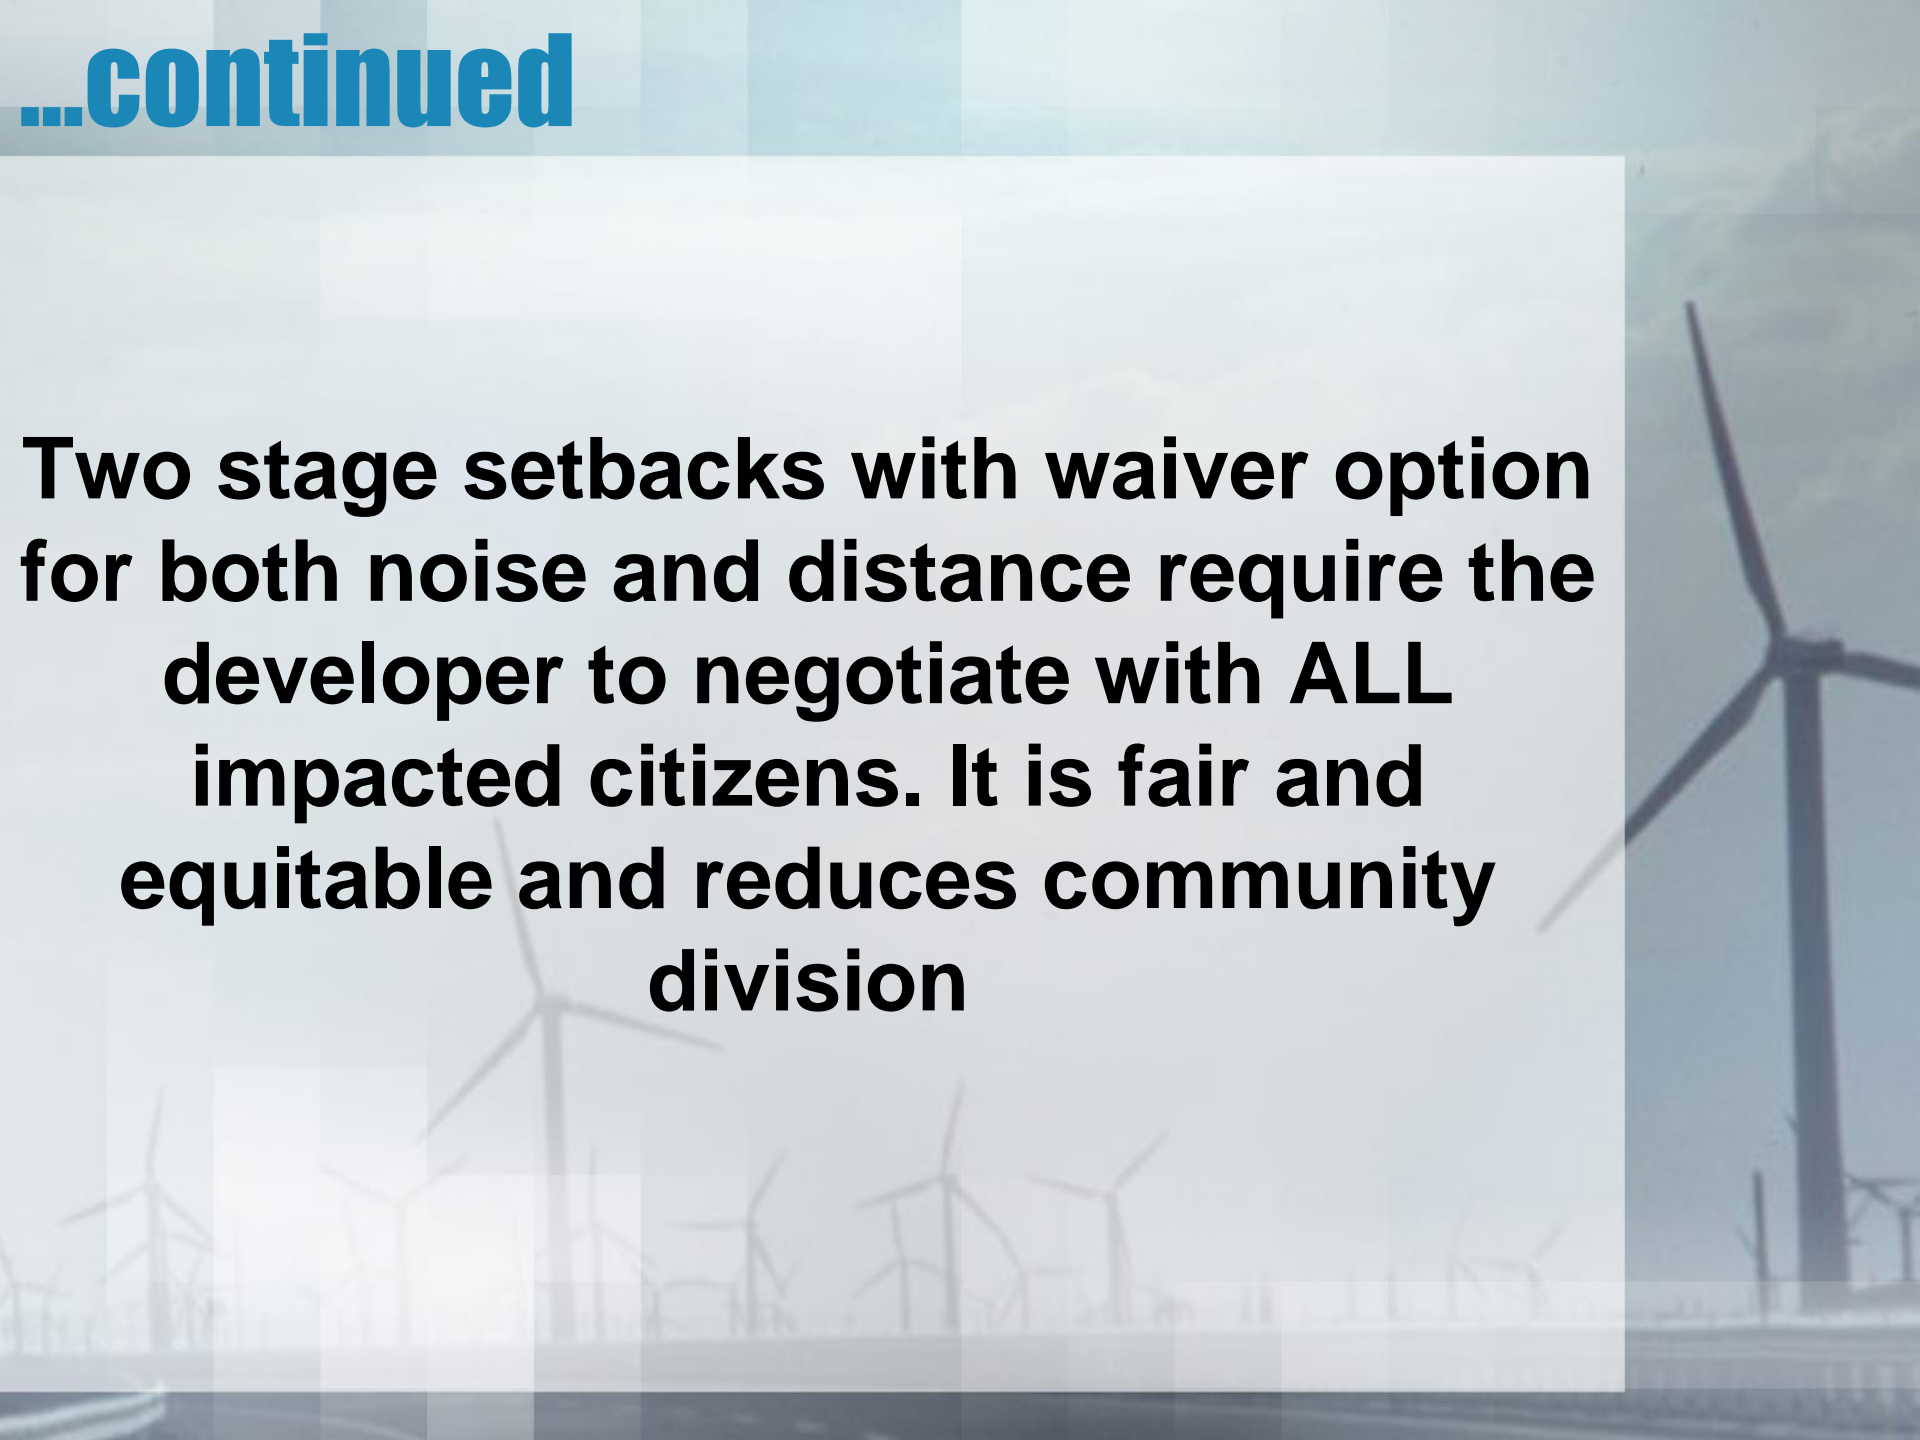 ...continued
Two stage setbacks with waiver option
for both noise and distance require the
developer to negotiate with ALL
impacted citizens. It is fair and
equitable and reduces community
division